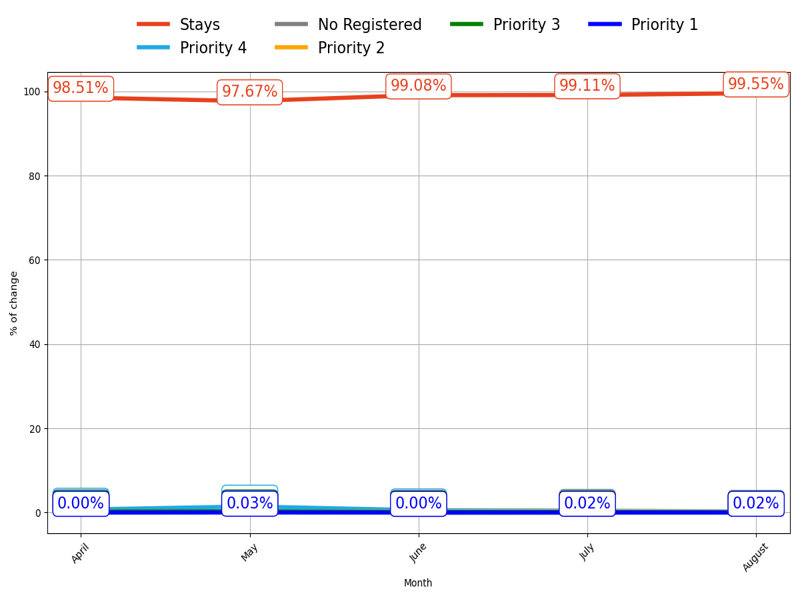 Stays No Registered Priority 3 Priority 1
Priority 4 Priority 2
98.51% 97.67% 99.08% 99.11% 99.55%
100
80
60
40
20
0
% of change
0.00% 0.03% 0.00% 0.02% 0.02%
April May June July August
Month